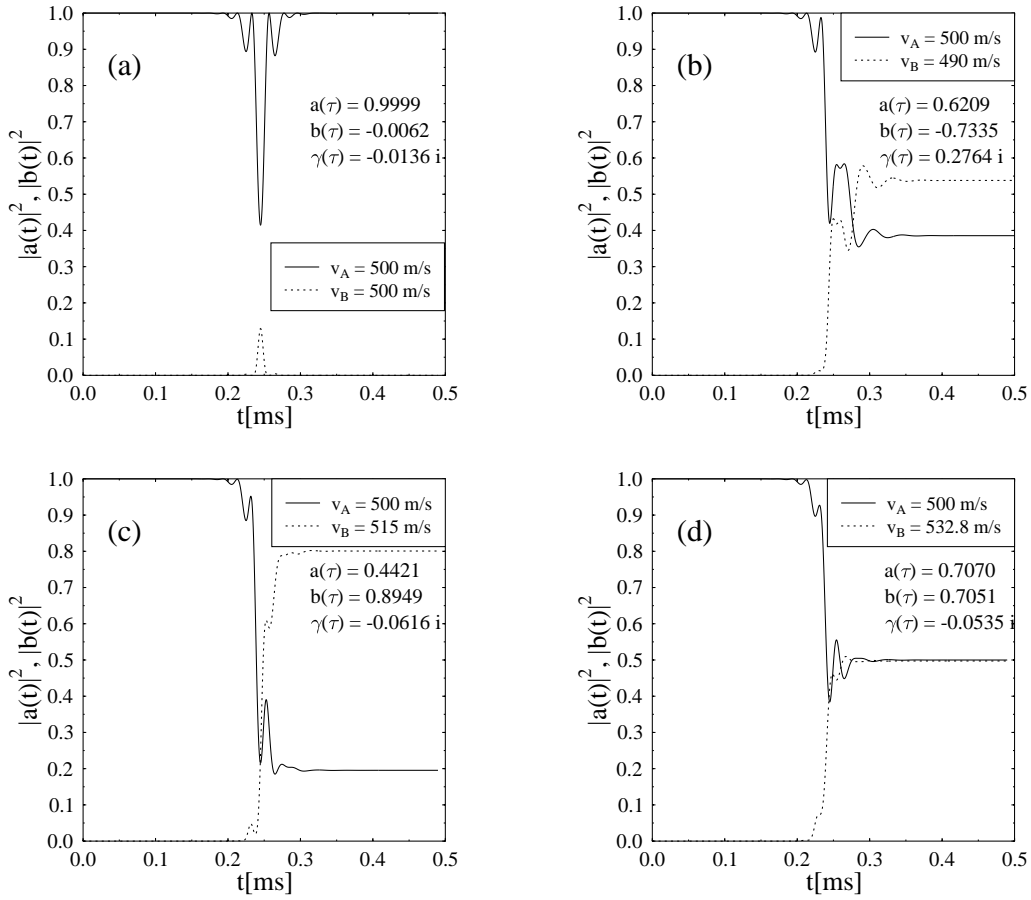 (a)
1.0
0.9
0.8
0.7
0.6
0.5
0.4
0.3
0.2
0.1
0.0
|a(t)|², |b(t)|²
a(τ) = 0.9999
b(τ) = -0.0062
γ(τ) = -0.0136 i
v_A = 500 m/s
v_B = 500 m/s
0.0 0.1 0.2 0.3 0.4 0.5
t[ms]
(b)
1.0
0.9
0.8
0.7
0.6
0.5
0.4
0.3
0.2
0.1
0.0
|a(t)|², |b(t)|²
v_A = 500 m/s
v_B = 490 m/s
a(τ) = 0.6209
b(τ) = -0.7335
γ(τ) = 0.2764 i
0.0 0.1 0.2 0.3 0.4 0.5
t[ms]
(c)
1.0
0.9
0.8
0.7
0.6
0.5
0.4
0.3
0.2
0.1
0.0
|a(t)|², |b(t)|²
v_A = 500 m/s
v_B = 515 m/s
a(τ) = 0.4421
b(τ) = 0.8949
γ(τ) = -0.0616 i
0.0 0.1 0.2 0.3 0.4 0.5
t[ms]
(d)
1.0
0.9
0.8
0.7
0.6
0.5
0.4
0.3
0.2
0.1
0.0
|a(t)|², |b(t)|²
v_A = 500 m/s
v_B = 532.8 m/s
a(τ) = 0.7070
b(τ) = 0.7051
γ(τ) = -0.0535 i
0.0 0.1 0.2 0.3 0.4 0.5
t[ms]